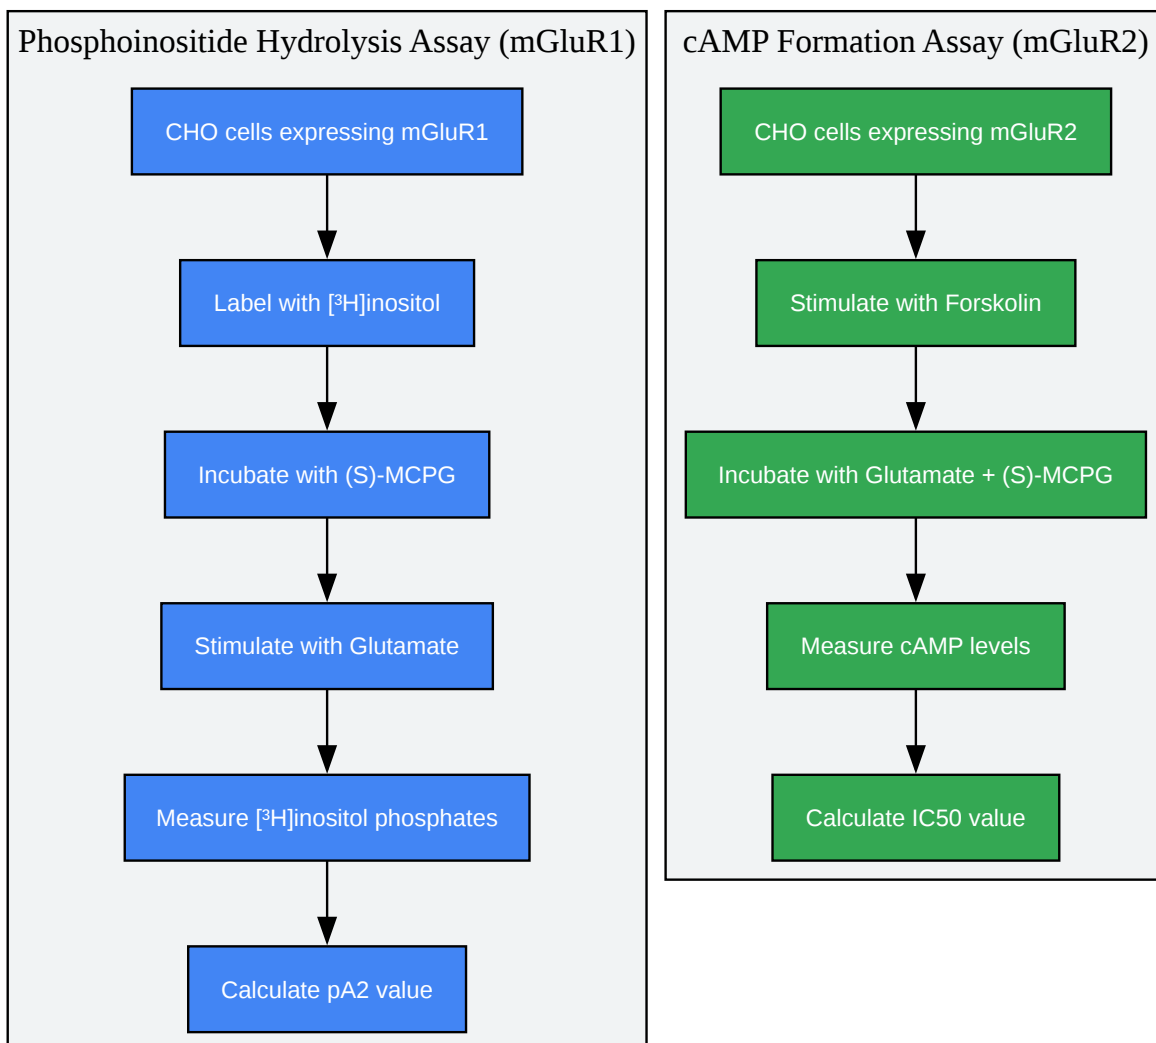 Phosphoinositide Hydrolysis Assay (mGluR1)
CHO cells expressing mGluR1
Label with [³H]inositol
Incubate with (S)-MCPG
Stimulate with Glutamate
Measure [³H]inositol phosphates
Calculate pA2 value
cAMP Formation Assay (mGluR2)
CHO cells expressing mGluR2
Stimulate with Forskolin
Incubate with Glutamate + (S)-MCPG
Measure cAMP levels
Calculate IC50 value